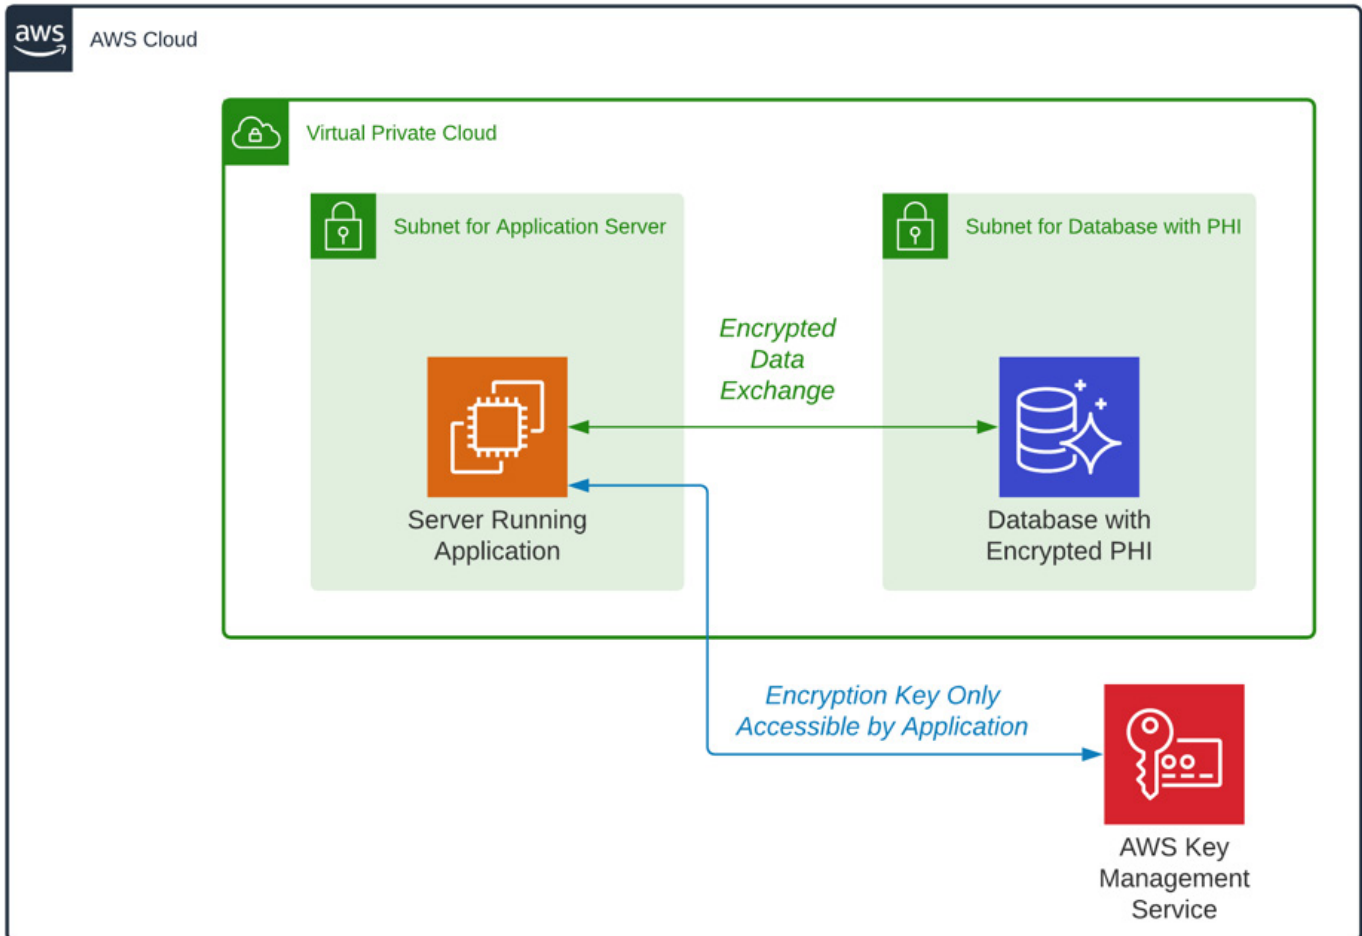 aws
AWS Cloud
Virtual Private Cloud
Subnet for Application Server
Subnet for Database with PHI
Encrypted
Data
Exchange
Server Running
Application
Database with
Encrypted PHI
Encryption Key Only
Accessible by Application
AWS Key
Management
Service